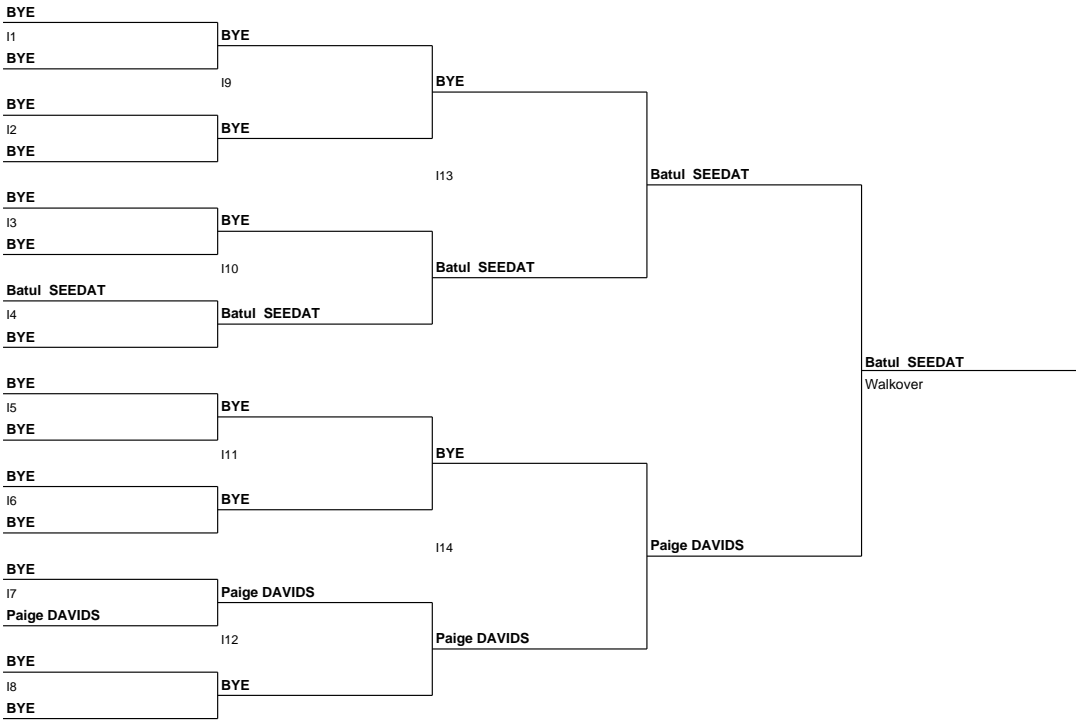 BYE
I1
BYE
BYE
I9
BYE
I2
BYE
BYE
BYE
I13
BYE
I3
BYE
BYE
I10
Batul  SEEDAT
I4
BYE
Batul  SEEDAT
Batul  SEEDAT
Batul  SEEDAT
BYE
I5
BYE
BYE
I11
BYE
I6
BYE
BYE
BYE
I14
BYE
I7
Paige DAVIDS
Paige DAVIDS
I12
BYE
I8
BYE
BYE
Paige DAVIDS
Paige DAVIDS
Batul  SEEDAT
Walkover